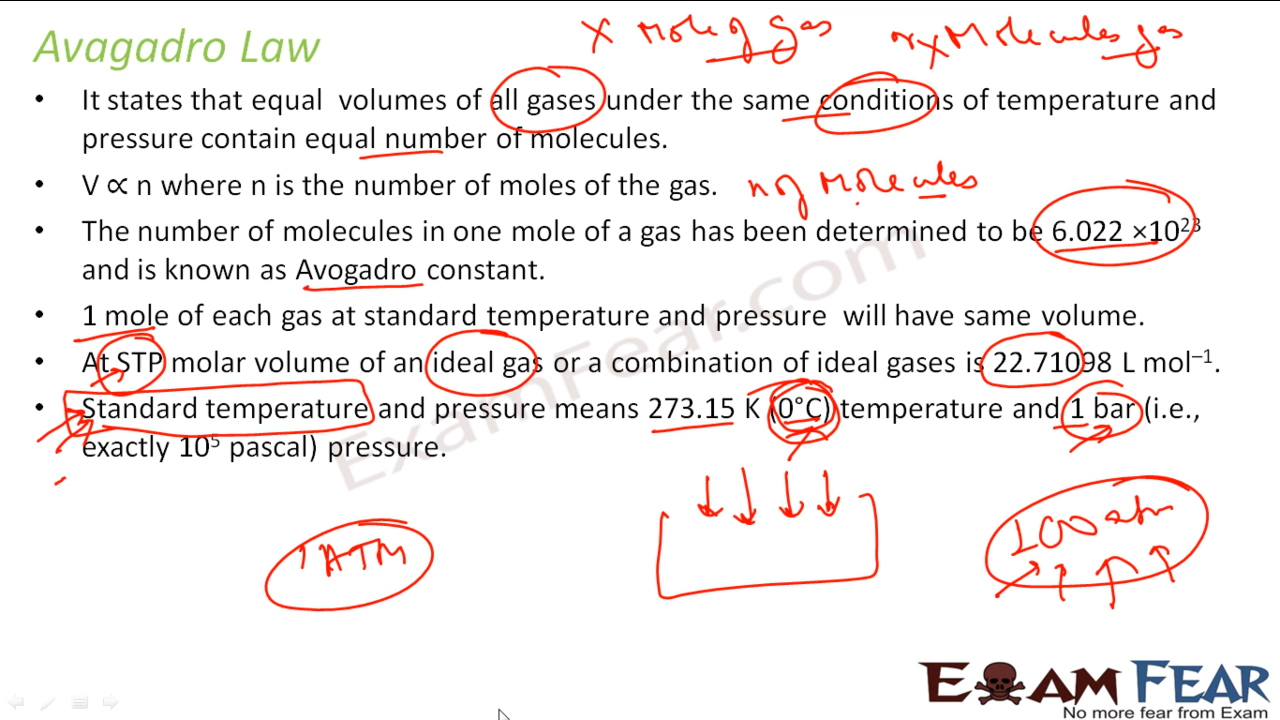 Avagadro Law
X Mole of Gas
Molecules gas
• It states that equal volumes of all gases under the same conditions of temperature and
pressure contain equal number of molecules.
• V ∝ n where n is the number of moles of the gas.
n of Molecules
• The number of molecules in one mole of a gas has been determined to be 6.022 ×10²³
and is known as Avogadro constant.
• 1 mole of each gas at standard temperature and pressure will have same volume.
• At STP molar volume of an ideal gas or a combination of ideal gases is 22.71098 L mol⁻¹.
• Standard temperature and pressure means 273.15 K (0°C) temperature and 1 bar (i.e.,
exactly 10⁵ pascal) pressure.
ExamFear.com
1 ATM
100 atm
EXAM FEAR
No more fear from Exam